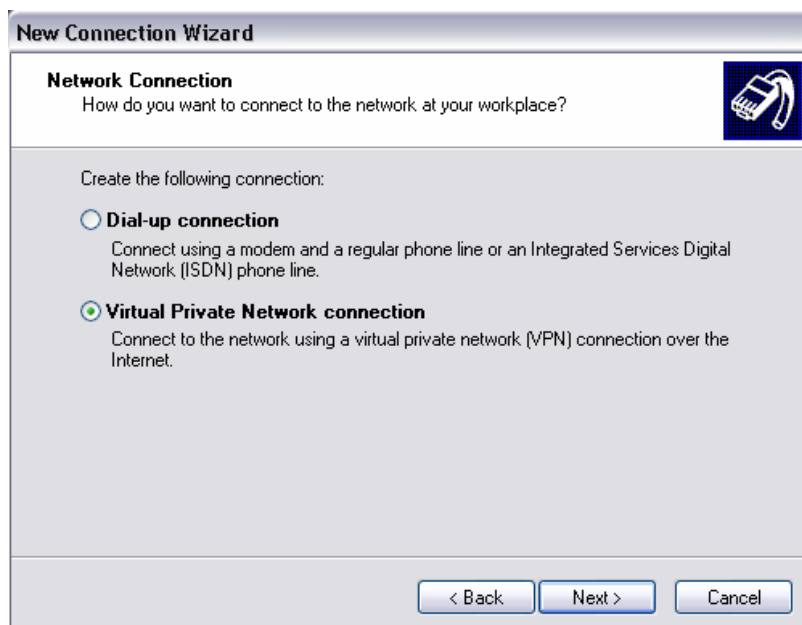 New Connection Wizard
Network Connection
How do you want to connect to the network at your workplace?
Create the following connection:
Dial-up connection
Connect using a modem and a regular phone line or an Integrated Services Digital
Network (ISDN) phone line.
Virtual Private Network connection
Connect to the network using a virtual private network (VPN) connection over the
Internet.
< Back
Next >
Cancel